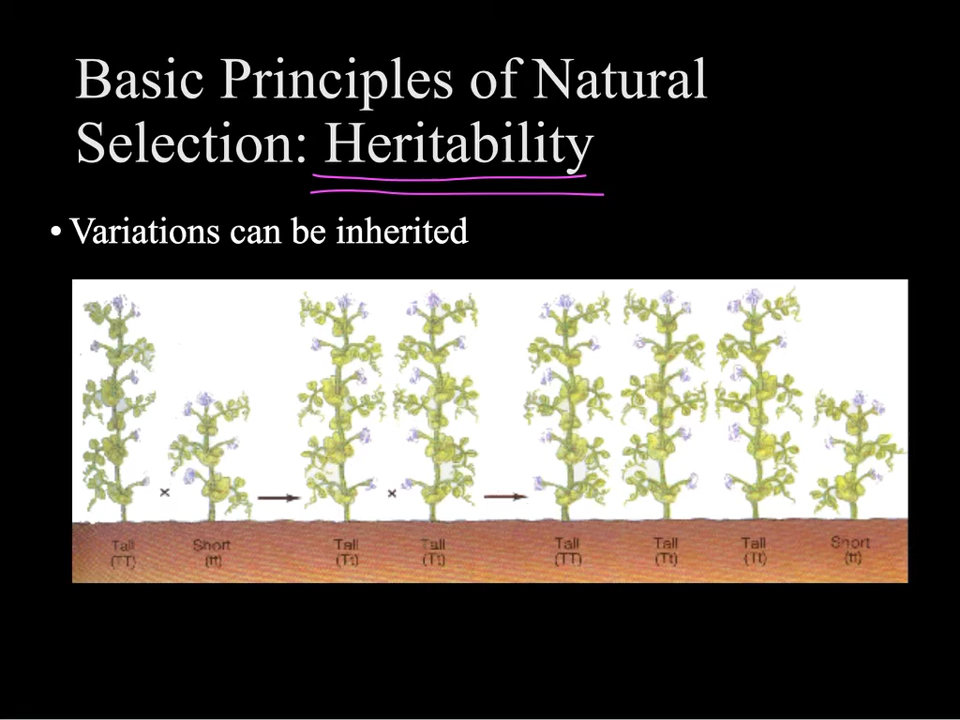 Basic Principles of Natural
Selection: Heritability
• Variations can be inherited
x
x
Tall Short Tall Tall Tall Tall Tall Short
(TT) (tt) (Tt) (Tt) (TT) (Tt) (Tt) (tt)